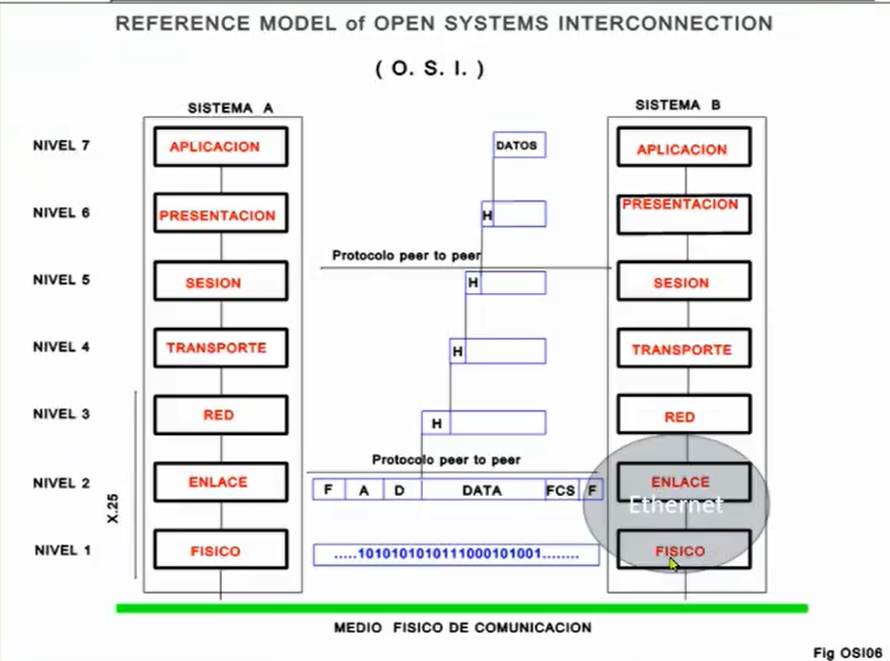 REFERENCE MODEL of OPEN SYSTEMS INTERCONNECTION
( O. S. I. )
SISTEMA A
SISTEMA B
NIVEL 7
APLICACION
DATOS
APLICACION
NIVEL 6
PRESENTACION
H
PRESENTACION
Protocolo peer to peer
NIVEL 5
SESION
H
SESION
NIVEL 4
TRANSPORTE
H
TRANSPORTE
NIVEL 3
RED
H
RED
Protocolo peer to peer
NIVEL 2
ENLACE
F A D DATA FCS F
ENLACE
Ethernet
X.25
NIVEL 1
FISICO
.....1010101010111000101001........
FISICO
MEDIO FISICO DE COMUNICACION
Fig OSI06